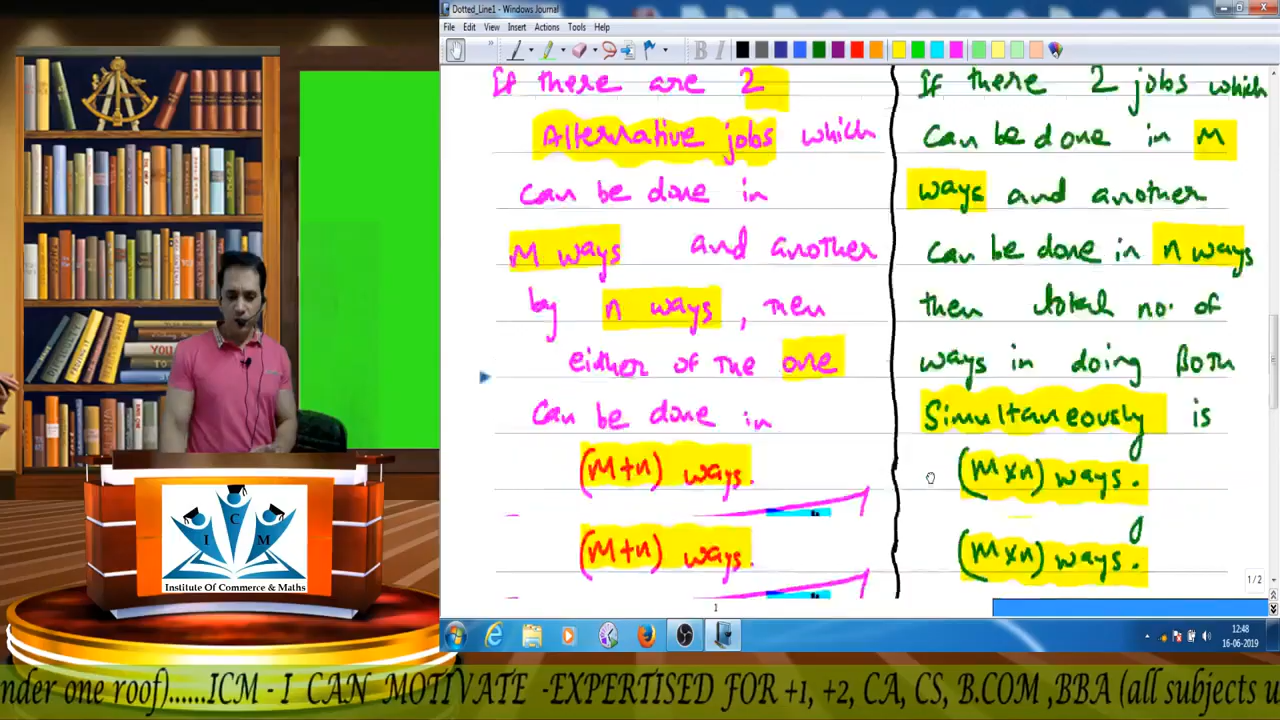 Dotted_Line1 - Windows Journal
File Edit View Insert Actions Tools Help
If there are 2
Alternative jobs which
can be done in
M ways and another
by n ways, then
either of the one
can be done in
(M+n) ways.
(M+n) ways.
If there 2 jobs which
can be done in M
ways and another
can be done in n ways
then total no. of
ways in doing Both
Simultaneously is
(M×n) ways.
(M×n) ways.
1/2
1
12:48
16-06-2019
I C M
Institute Of Commerce & Maths
nder one roof)......ICM - I CAN MOTIVATE -EXPERTISED FOR +1, +2, CA, CS, B.COM ,BBA (all subjects u